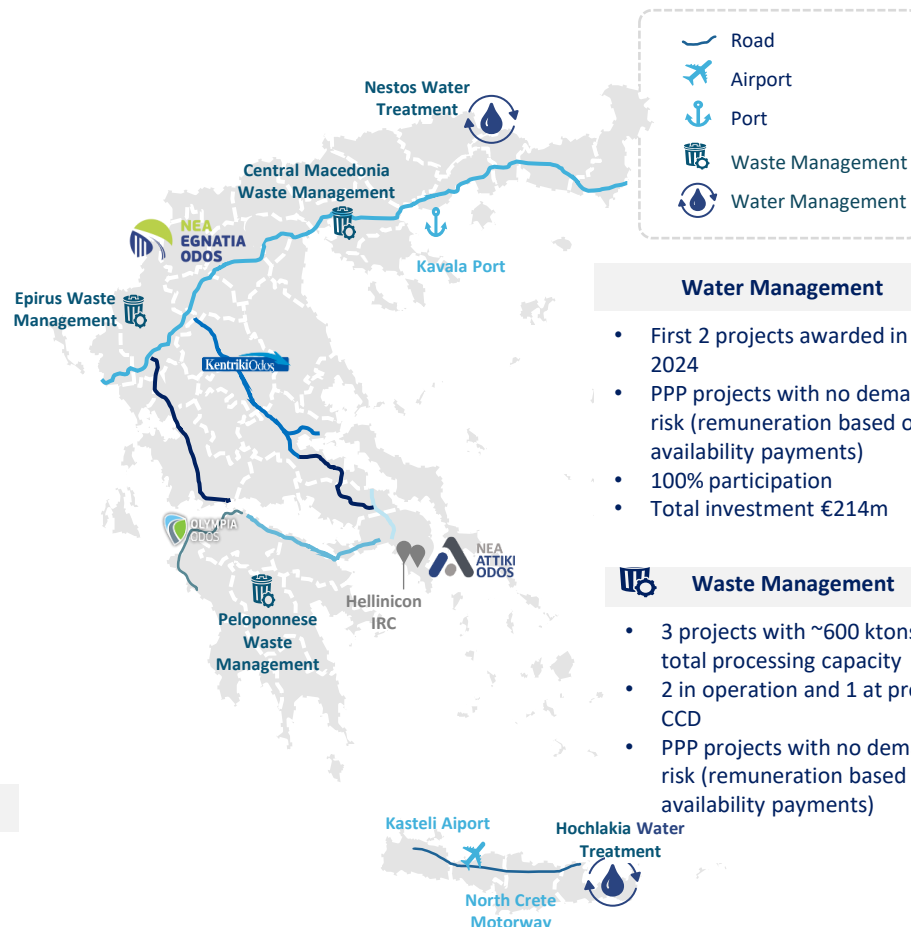 Road
Airport
Port
Waste Management
Water Management
Nestos Water
Treatment
Central Macedonia
Waste Management
NEA
EGNATIA
ODOS
Kavala Port
Epirus Waste
Management
KentrikiOdos
OLYMPIA
ODOS
NEA
ATTIKI
ODOS
Hellinicon
IRC
Peloponnese
Waste
Management
Kasteli Aiport
Hochlakia Water
Treatment
North Crete
Motorway
Water Management
• First 2 projects awarded in
2024
• PPP projects with no dema
risk (remuneration based o
availability payments)
• 100% participation
• Total investment €214m
Waste Management
• 3 projects with ~600 ktons
total processing capacity
• 2 in operation and 1 at pre
CCD
• PPP projects with no dem
risk (remuneration based
availability payments)